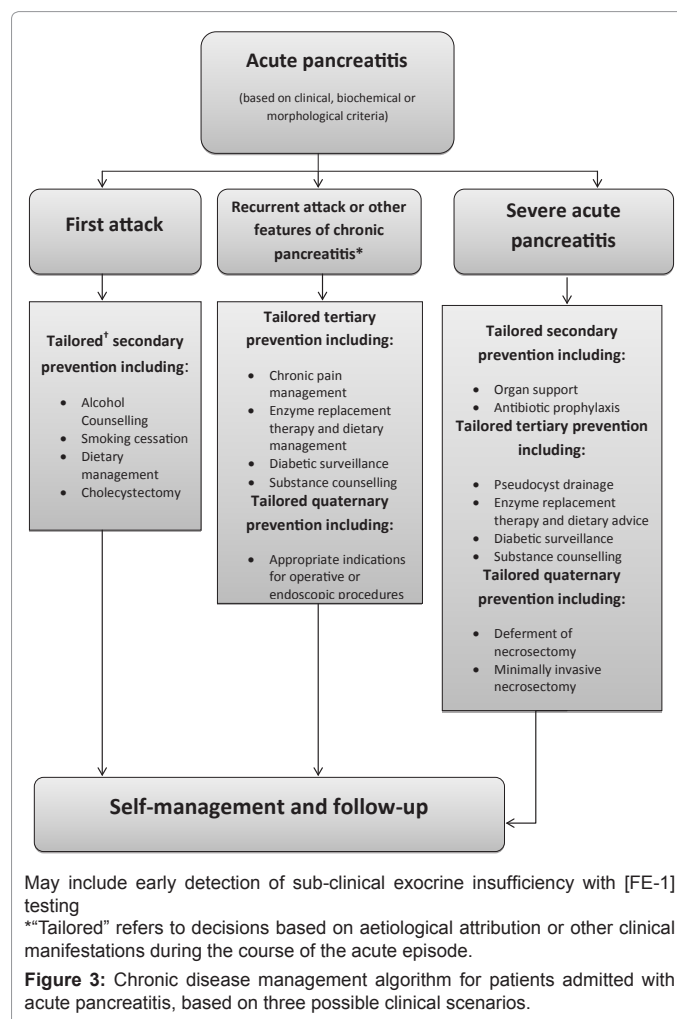 Acute pancreatitis
(based on clinical, biochemical or
morphological criteria)
First attack
Recurrent attack or other
features of chronic
pancreatitis*
Severe acute
pancreatitis
Tailored† secondary
prevention including:
• Alcohol
Counselling
• Smoking cessation
• Dietary
management
• Cholecystectomy
Tailored tertiary
prevention including:
• Chronic pain
management
• Enzyme replacement
therapy and dietary
management
• Diabetic surveillance
• Substance counselling
Tailored quaternary
prevention including:
• Appropriate indications
for operative or
endoscopic procedures
Tailored secondary
prevention including:
• Organ support
• Antibiotic prophylaxis
Tailored tertiary prevention
including:
• Pseudocyst drainage
• Enzyme replacement
therapy and dietary advice
• Diabetic surveillance
• Substance counselling
Tailored quaternary
prevention including:
• Deferment of
necrosectomy
• Minimally invasive
necrosectomy
Self-management and follow-up
May include early detection of sub-clinical exocrine insufficiency with [FE-1]
testing
*“Tailored” refers to decisions based on aetiological attribution or other clinical
manifestations during the course of the acute episode.
Figure 3: Chronic disease management algorithm for patients admitted with
acute pancreatitis, based on three possible clinical scenarios.